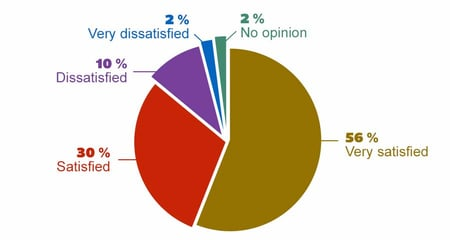 2 %
Very dissatisfied
2 %
No opinion
10 %
Dissatisfied
56 %
Very satisfied
30 %
Satisfied